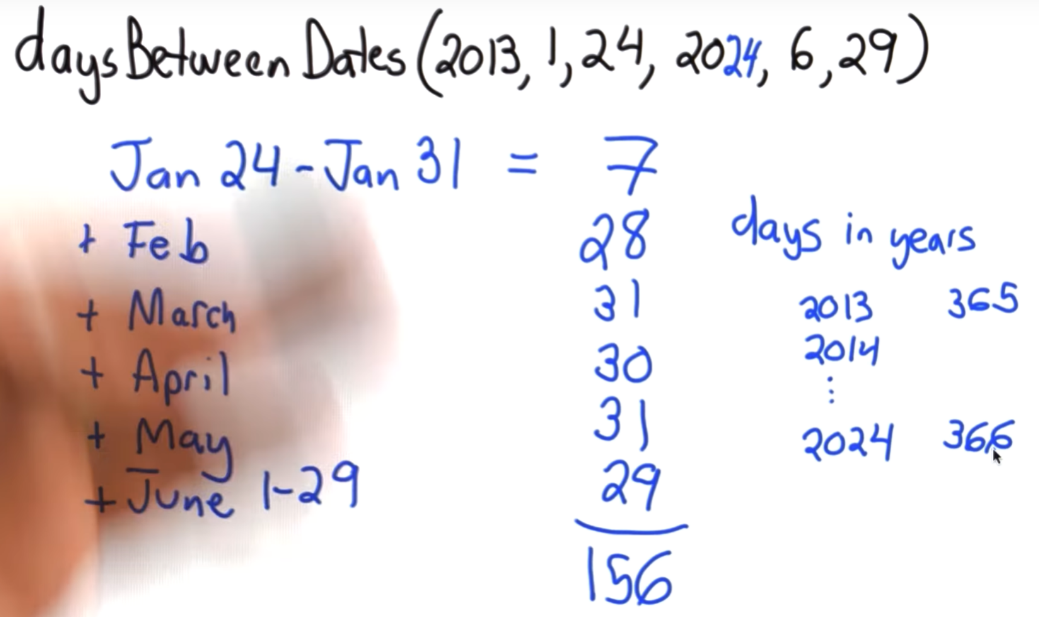 daysBetweenDates(2013, 1, 24, 2024, 6, 29)
Jan 24 - Jan 31 = 7
+ Feb 28
+ March 31
+ April 30
+ May 31
+ June 1-29 29
156
days in years
2013 365
2014
⋮
2024 366